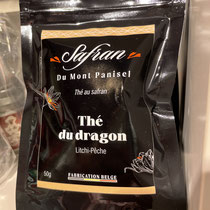 Safran
Du Mont Panisel
Thé au safran
Thé
du dragon
Litchi-Pêche
50g
FABRICATION BELGE